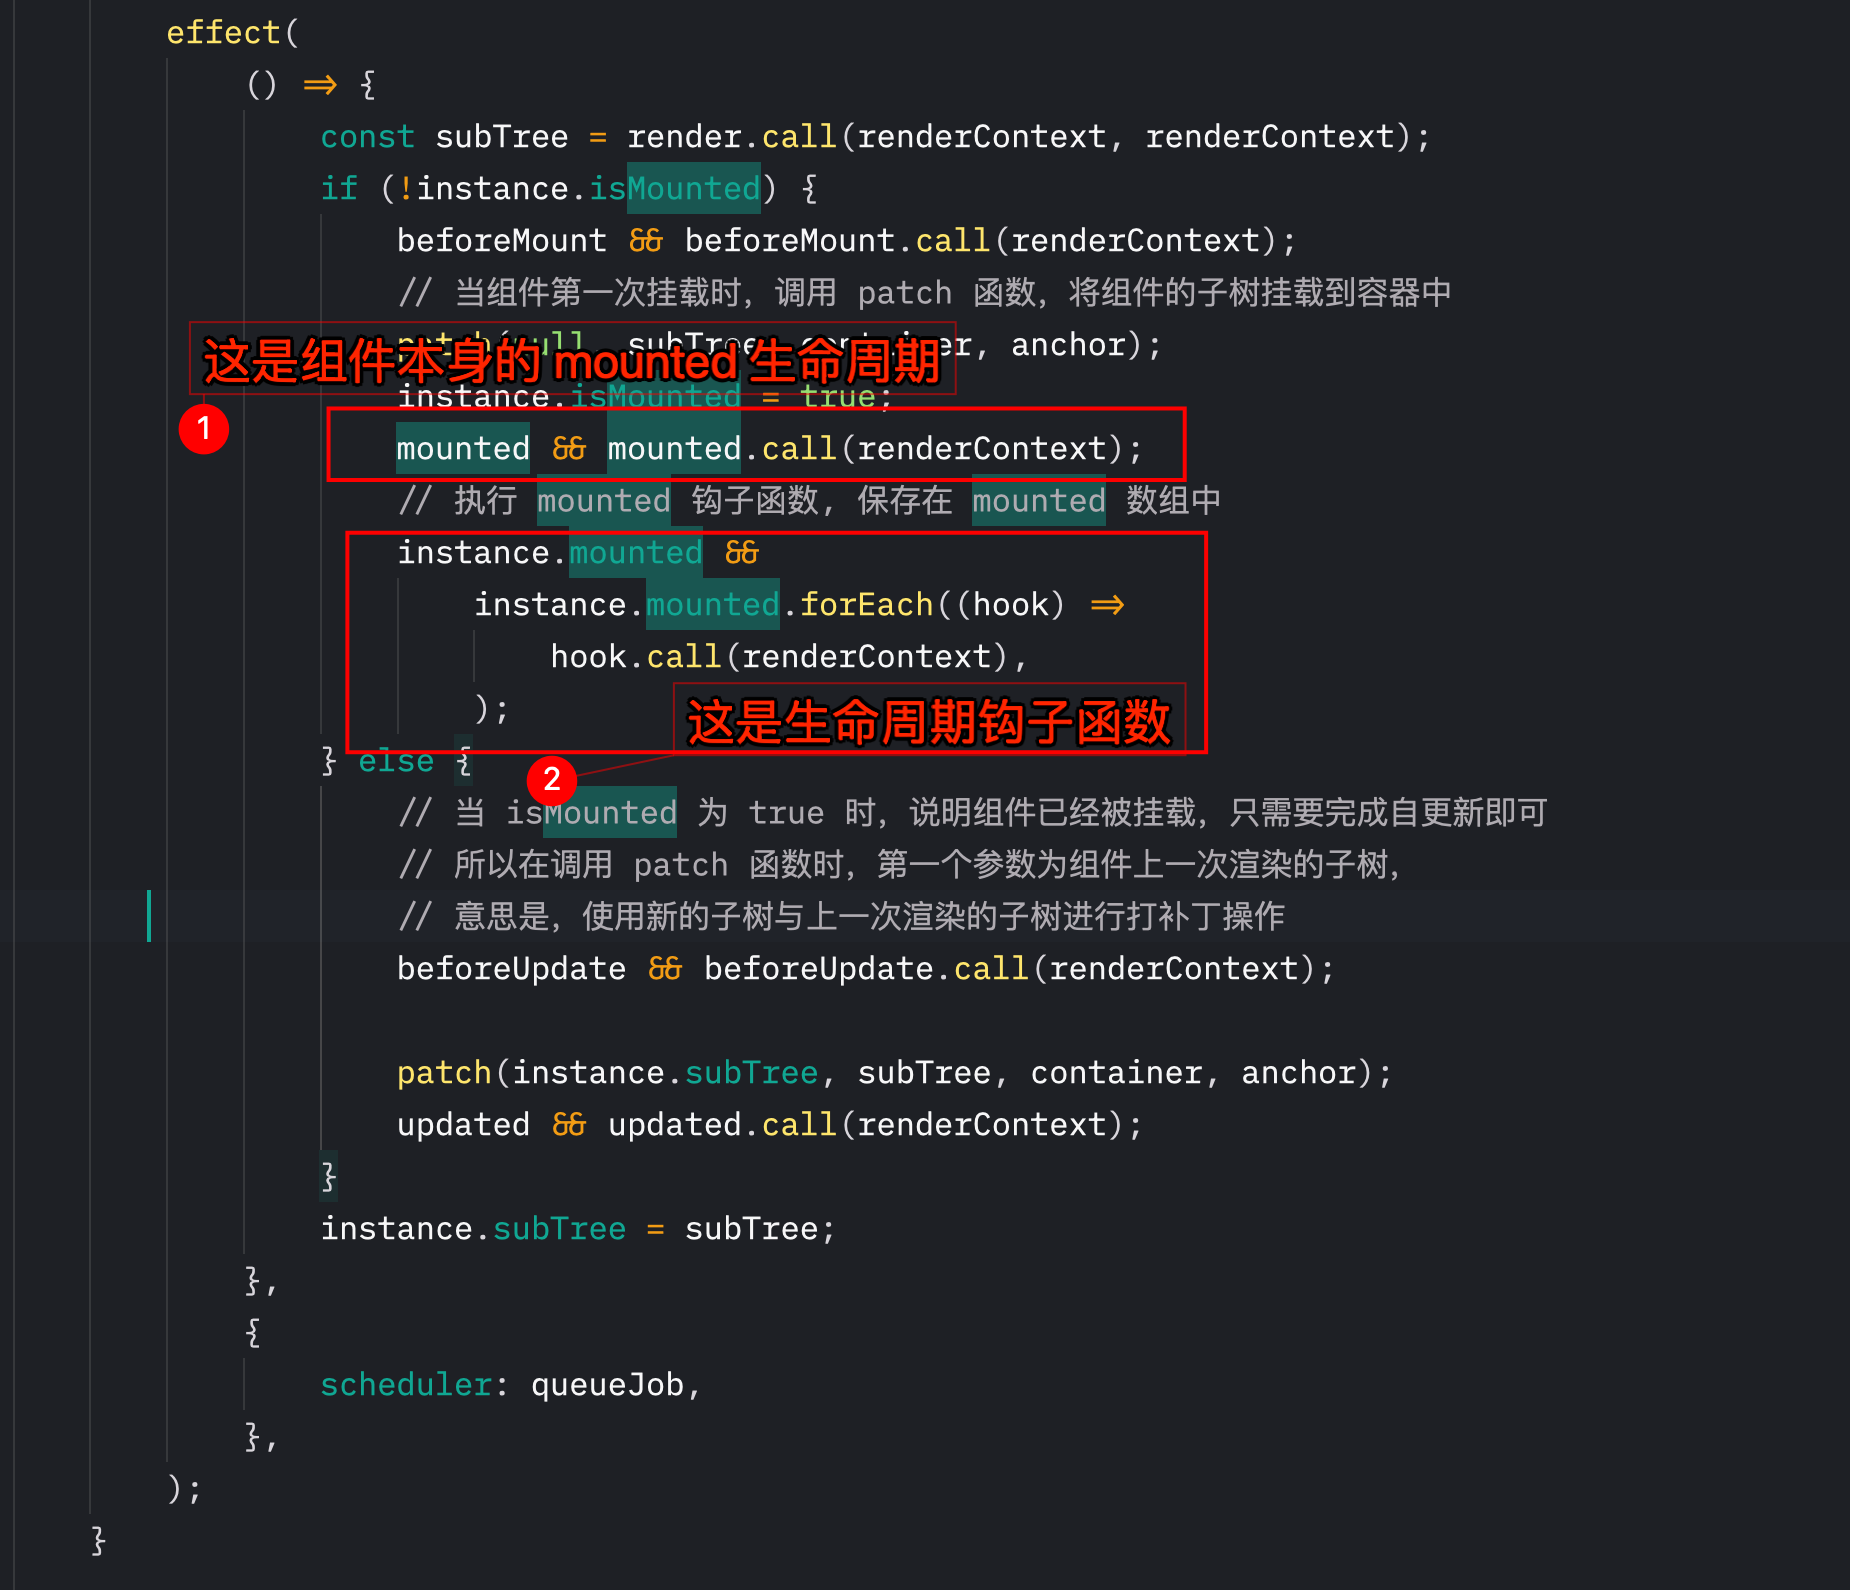 effect(
() => {
const subTree = render.call(renderContext, renderContext);
if (!instance.isMounted) {
beforeMount && beforeMount.call(renderContext);
// 当组件第一次挂载时，调用 patch 函数，将组件的子树挂载到容器中
patch(null, subTree, container, anchor);
这是组件本身的 mounted 生命周期
instance.isMounted = true;
1
mounted && mounted.call(renderContext);
// 执行 mounted 钩子函数, 保存在 mounted 数组中
instance.mounted &&
instance.mounted.forEach((hook) =>
hook.call(renderContext),
);
这是生命周期钩子函数
} else {
2
// 当 isMounted 为 true 时，说明组件已经被挂载，只需要完成自更新即可
// 所以在调用 patch 函数时，第一个参数为组件上一次渲染的子树，
// 意思是，使用新的子树与上一次渲染的子树进行打补丁操作
beforeUpdate && beforeUpdate.call(renderContext);
patch(instance.subTree, subTree, container, anchor);
updated && updated.call(renderContext);
}
instance.subTree = subTree;
},
{
scheduler: queueJob,
},
);
}